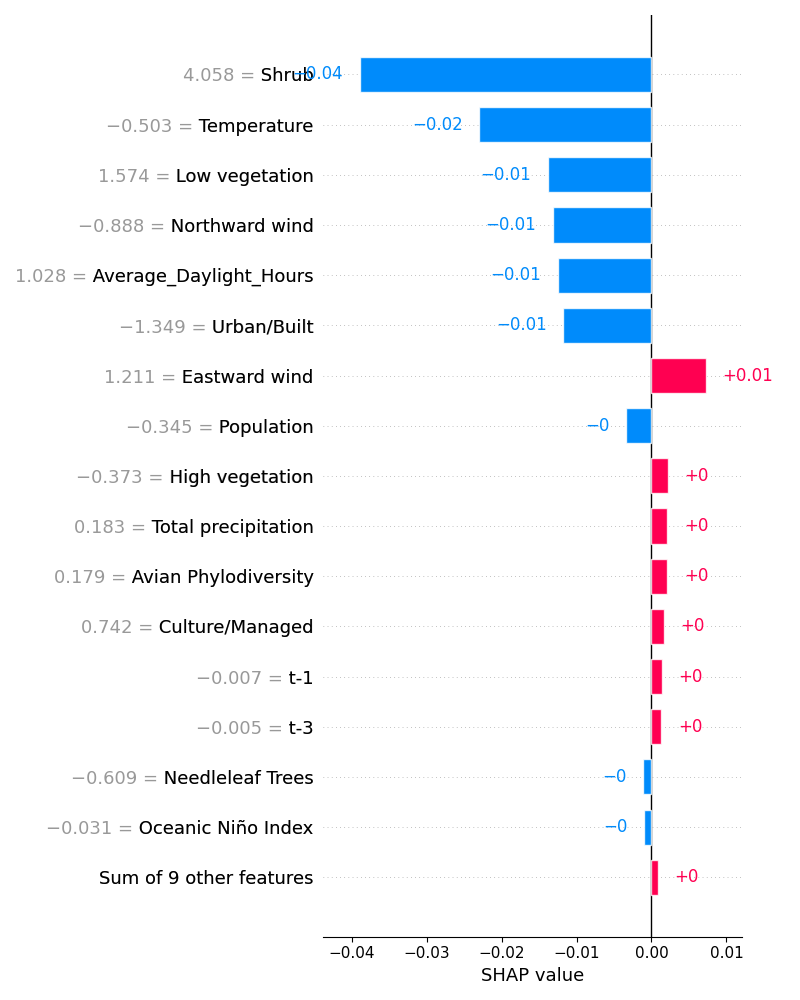 4.058 = Shrub −0.04
−0.503 = Temperature −0.02
1.574 = Low vegetation −0.01
−0.888 = Northward wind −0.01
1.028 = Average_Daylight_Hours −0.01
−1.349 = Urban/Built −0.01
1.211 = Eastward wind +0.01
−0.345 = Population −0
−0.373 = High vegetation +0
0.183 = Total precipitation +0
0.179 = Avian Phylodiversity +0
0.742 = Culture/Managed +0
−0.007 = t-1 +0
−0.005 = t-3 +0
−0.609 = Needleleaf Trees −0
−0.031 = Oceanic Niño Index −0
Sum of 9 other features +0
−0.04 −0.03 −0.02 −0.01 0.00 0.01
SHAP value